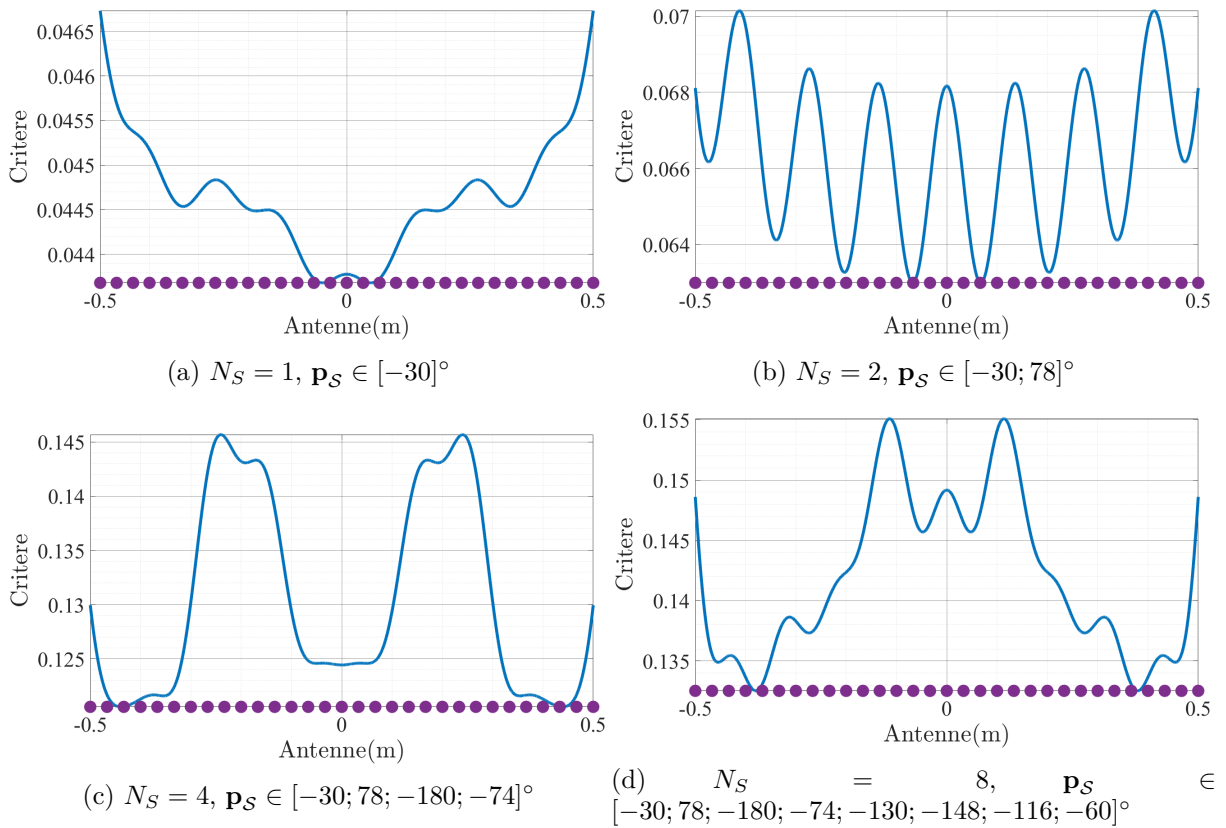 0.0465
0.046
0.0455
0.045
0.0445
0.044
Critere
-0.5 0 0.5
Antenne(m)
(a) N_S = 1, p_S ∈ [−30]°
0.07
0.068
0.066
0.064
Critere
-0.5 0 0.5
Antenne(m)
(b) N_S = 2, p_S ∈ [−30; 78]°
0.145
0.14
0.135
0.13
0.125
Critere
-0.5 0 0.5
Antenne(m)
(c) N_S = 4, p_S ∈ [−30; 78; −180; −74]°
0.155
0.15
0.145
0.14
0.135
Critere
-0.5 0 0.5
Antenne(m)
(d) N_S = 8, p_S ∈
[−30; 78; −180; −74; −130; −148; −116; −60]°